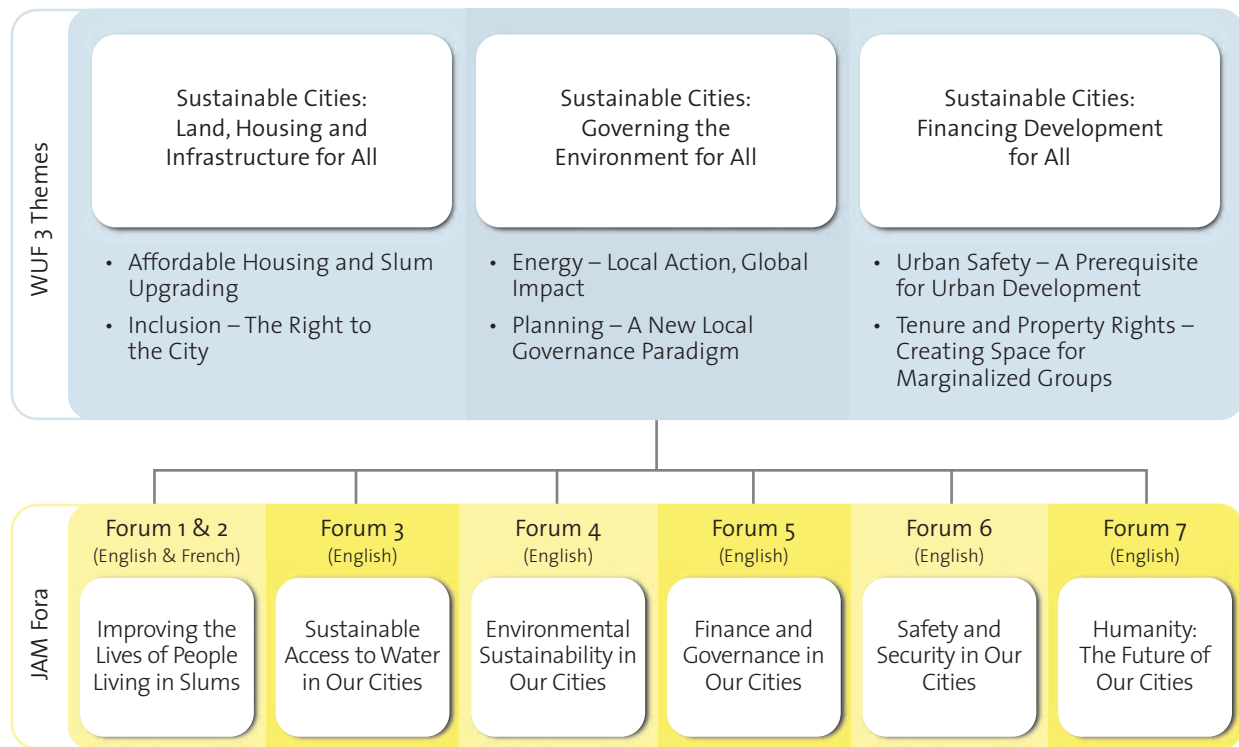 WUF 3 Themes
Sustainable Cities:
Land, Housing and
Infrastructure for All
• Affordable Housing and Slum
Upgrading
• Inclusion – The Right to
the City
Sustainable Cities:
Governing the
Environment for All
• Energy – Local Action, Global
Impact
• Planning – A New Local
Governance Paradigm
Sustainable Cities:
Financing Development
for All
• Urban Safety – A Prerequisite
for Urban Development
• Tenure and Property Rights –
Creating Space for
Marginalized Groups
JAM Fora
Forum 1 & 2
(English & French)
Improving the
Lives of People
Living in Slums
Forum 3
(English)
Sustainable
Access to Water
in Our Cities
Forum 4
(English)
Environmental
Sustainability in
Our Cities
Forum 5
(English)
Finance and
Governance in
Our Cities
Forum 6
(English)
Safety and
Security in Our
Cities
Forum 7
(English)
Humanity:
The Future of
Our Cities